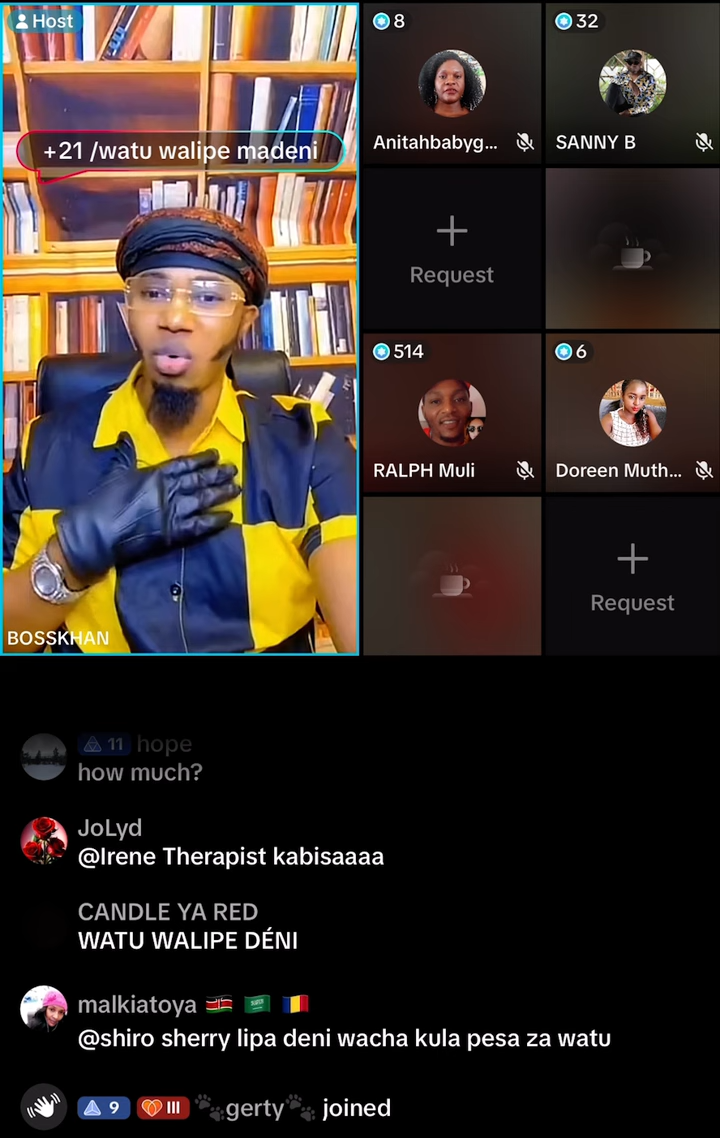 Host
+21 /watu walipe madeni
BOSSKHAN
8
Anitahbabyg...
32
SANNY B
Request
514
RALPH Muli
6
Doreen Muth...
Request
11 hope
how much?
JoLyd
@Irene Therapist kabisaaaa
CANDLE YA RED
WATU WALIPE DÉNI
malkiatoya
@shiro sherry lipa deni wacha kula pesa za watu
9 III gerty joined